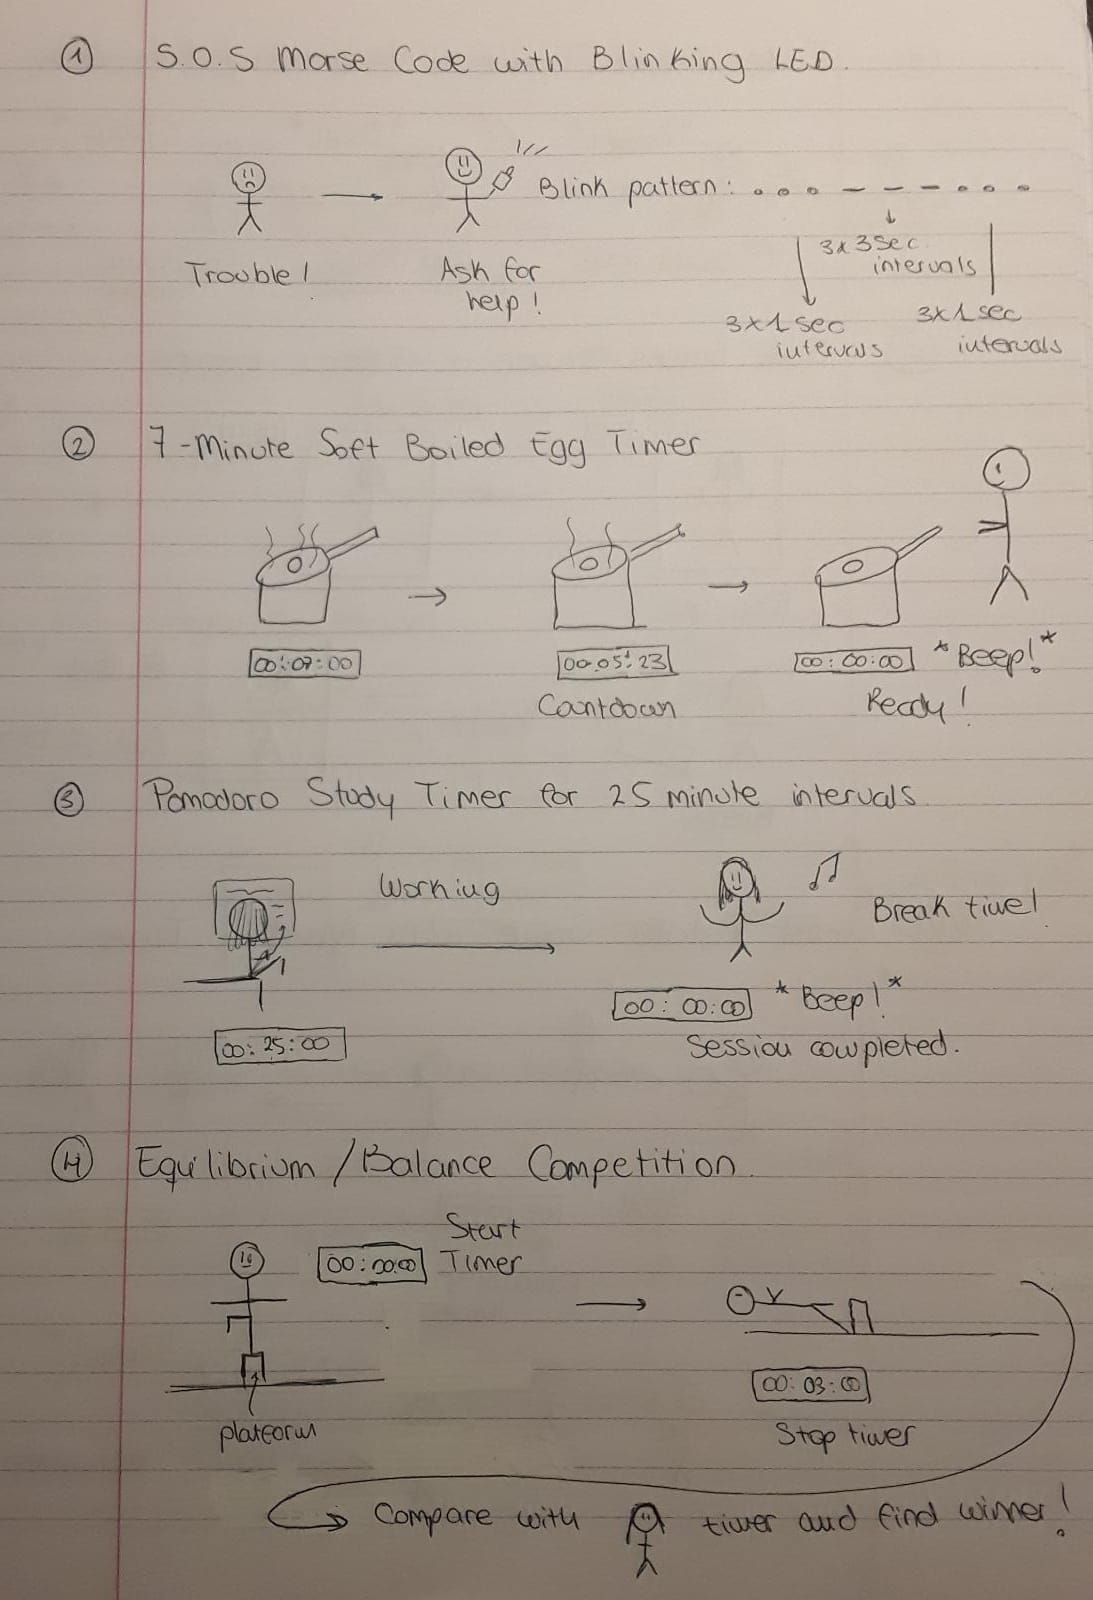 1 S.O.S Morse Code with Blinking LED.
Blink pattern: . . . - - - . . .
Trouble!
Ask for help!
3x3sec intervals
3x1 sec intervals
3x1 sec intervals
2 7-Minute Soft Boiled Egg Timer
00:07:00
00:05:23
00:00:00 *Beep!*
Countdown
Ready!
3 Pomodoro Study Timer for 25 minute intervals.
Working
Break time!
00:00:00 *Beep!*
00:25:00
Session completed.
4 Equilibrium / Balance Competition.
Start
00:00:00 Timer
00:03:00
platform
Stop timer
Compare with timer and find winner!